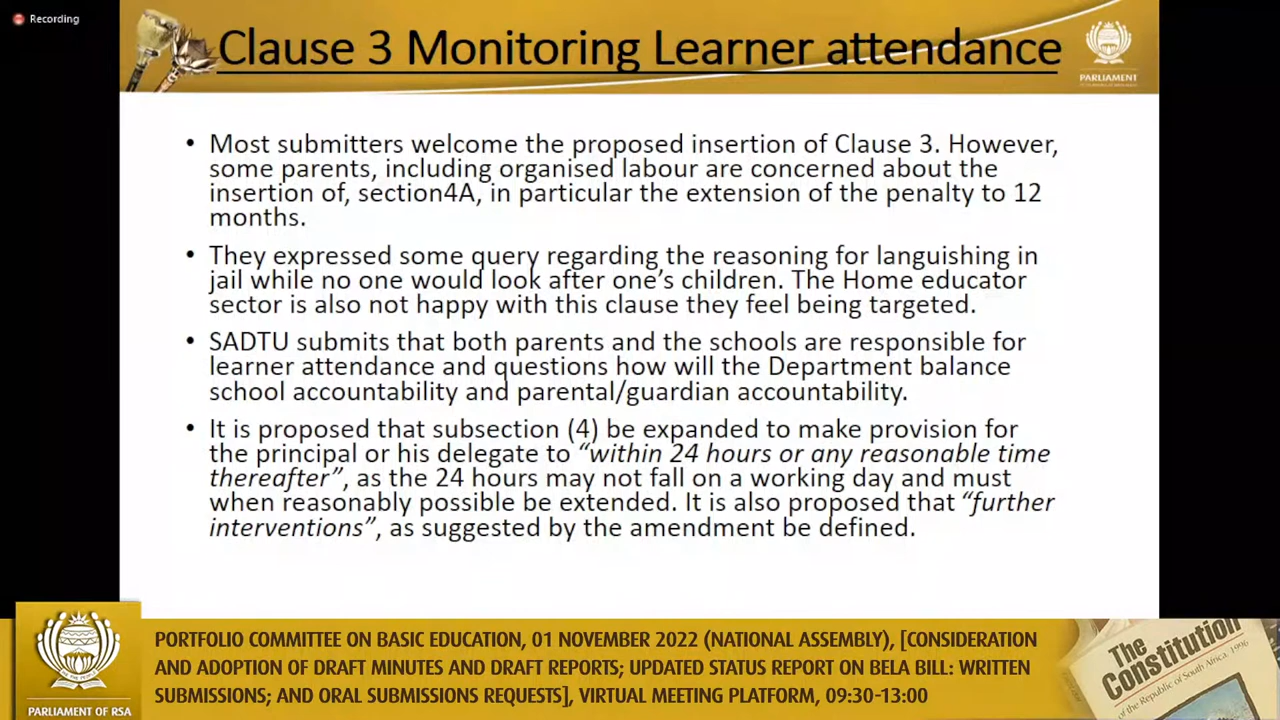 Recording
Clause 3 Monitoring Learner attendance
PARLIAMENT
• Most submitters welcome the proposed insertion of Clause 3. However,
some parents, including organised labour are concerned about the
insertion of, section4A, in particular the extension of the penalty to 12
months.
• They expressed some query regarding the reasoning for languishing in
jail while no one would look after one's children. The Home educator
sector is also not happy with this clause they feel being targeted.
• SADTU submits that both parents and the schools are responsible for
learner attendance and questions how will the Department balance
school accountability and parental/guardian accountability.
• It is proposed that subsection (4) be expanded to make provision for
the principal or his delegate to “within 24 hours or any reasonable time
thereafter”, as the 24 hours may not fall on a working day and must
when reasonably possible be extended. It is also proposed that “further
interventions”, as suggested by the amendment be defined.
PORTFOLIO COMMITTEE ON BASIC EDUCATION, 01 NOVEMBER 2022 (NATIONAL ASSEMBLY), [CONSIDERATION
AND ADOPTION OF DRAFT MINUTES AND DRAFT REPORTS; UPDATED STATUS REPORT ON BELA BILL: WRITTEN
SUBMISSIONS; AND ORAL SUBMISSIONS REQUESTS], VIRTUAL MEETING PLATFORM, 09:30-13:00
PARLIAMENT OF RSA
The
Constitution
of the Republic of South Africa, 1996